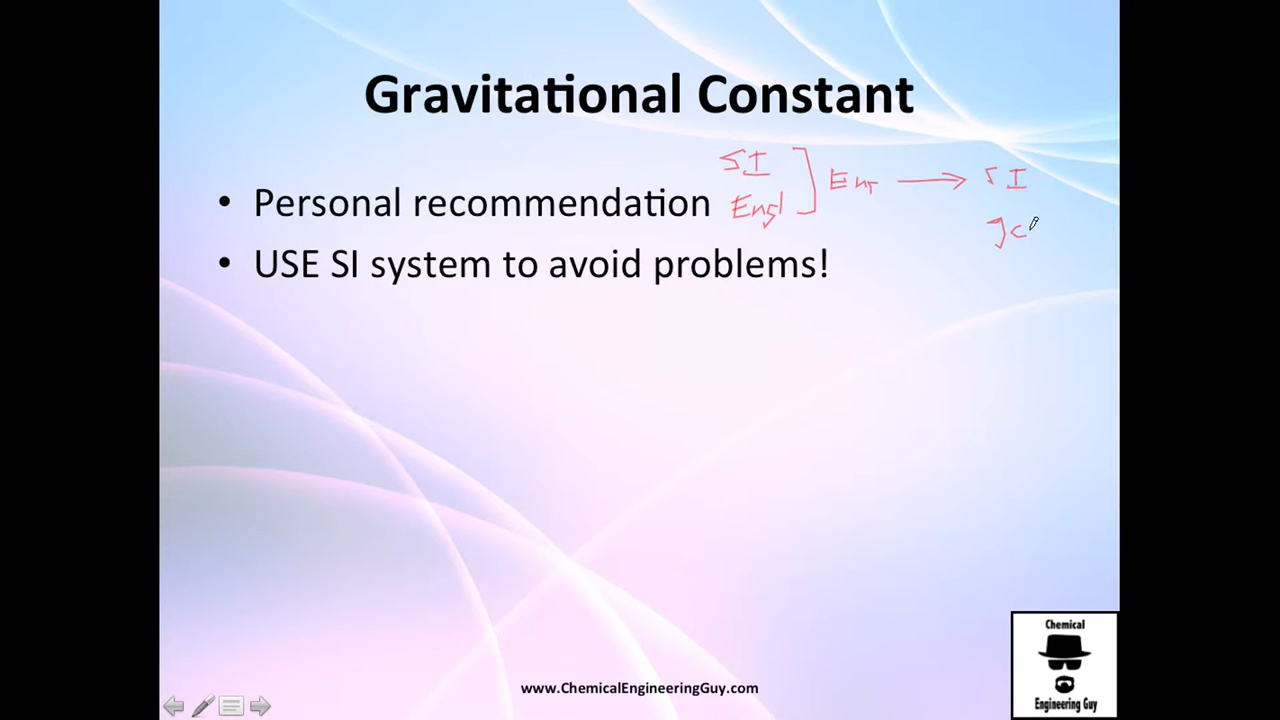 Gravitational Constant
SI
Engl
Eng → SI
gc
• Personal recommendation
• USE SI system to avoid problems!
www.ChemicalEngineeringGuy.com
Chemical
Engineering Guy